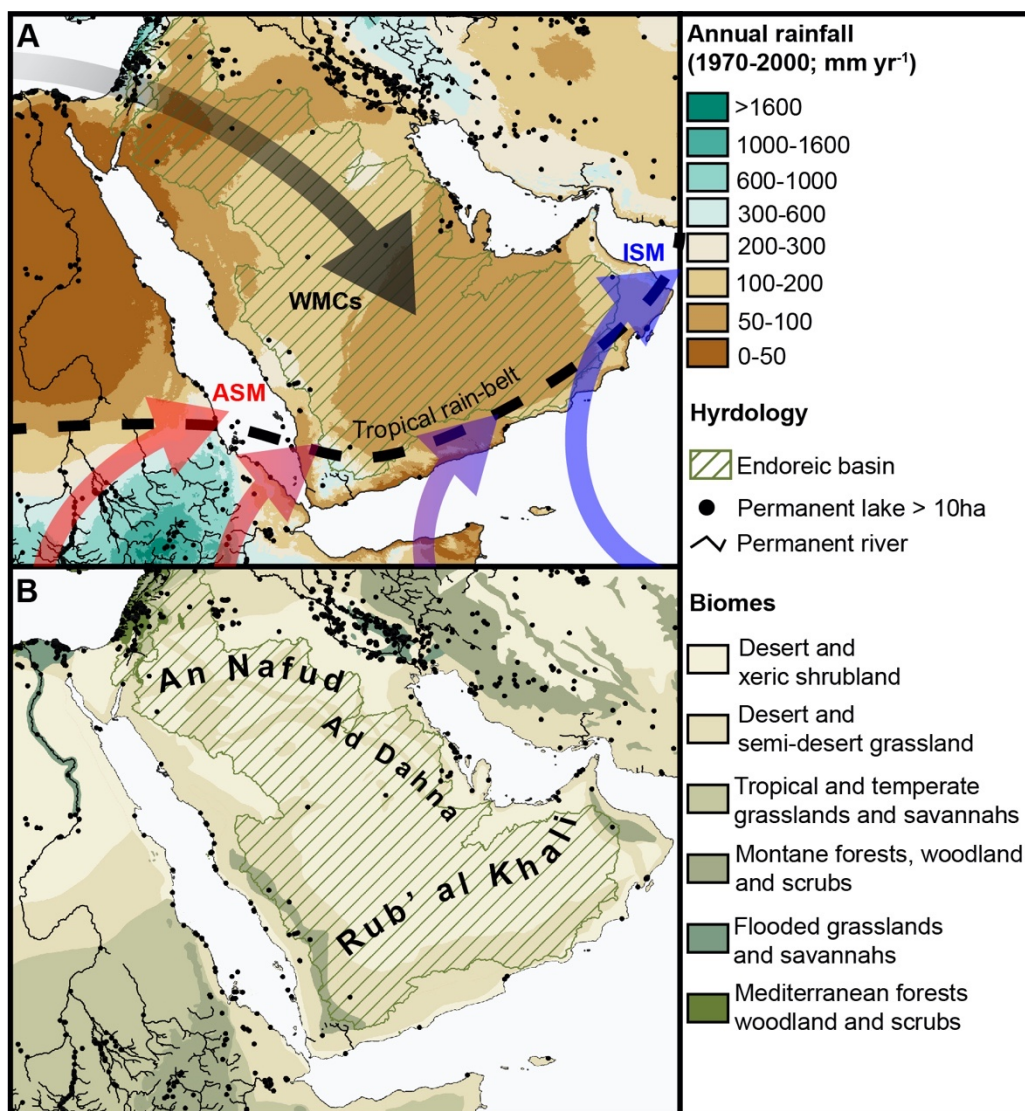 A
WMCs
ASM
ISM
Tropical rain-belt
Annual rainfall
(1970-2000; mm yr⁻¹)
>1600
1000-1600
600-1000
300-600
200-300
100-200
50-100
0-50
Hyrdology
Endoreic basin
Permanent lake > 10ha
Permanent river
B
An Nafud
Ad Dahna
Rub' al Khali
Biomes
Desert and
xeric shrubland
Desert and
semi-desert grassland
Tropical and temperate
grasslands and savannahs
Montane forests, woodland
and scrubs
Flooded grasslands
and savannahs
Mediterranean forests
woodland and scrubs